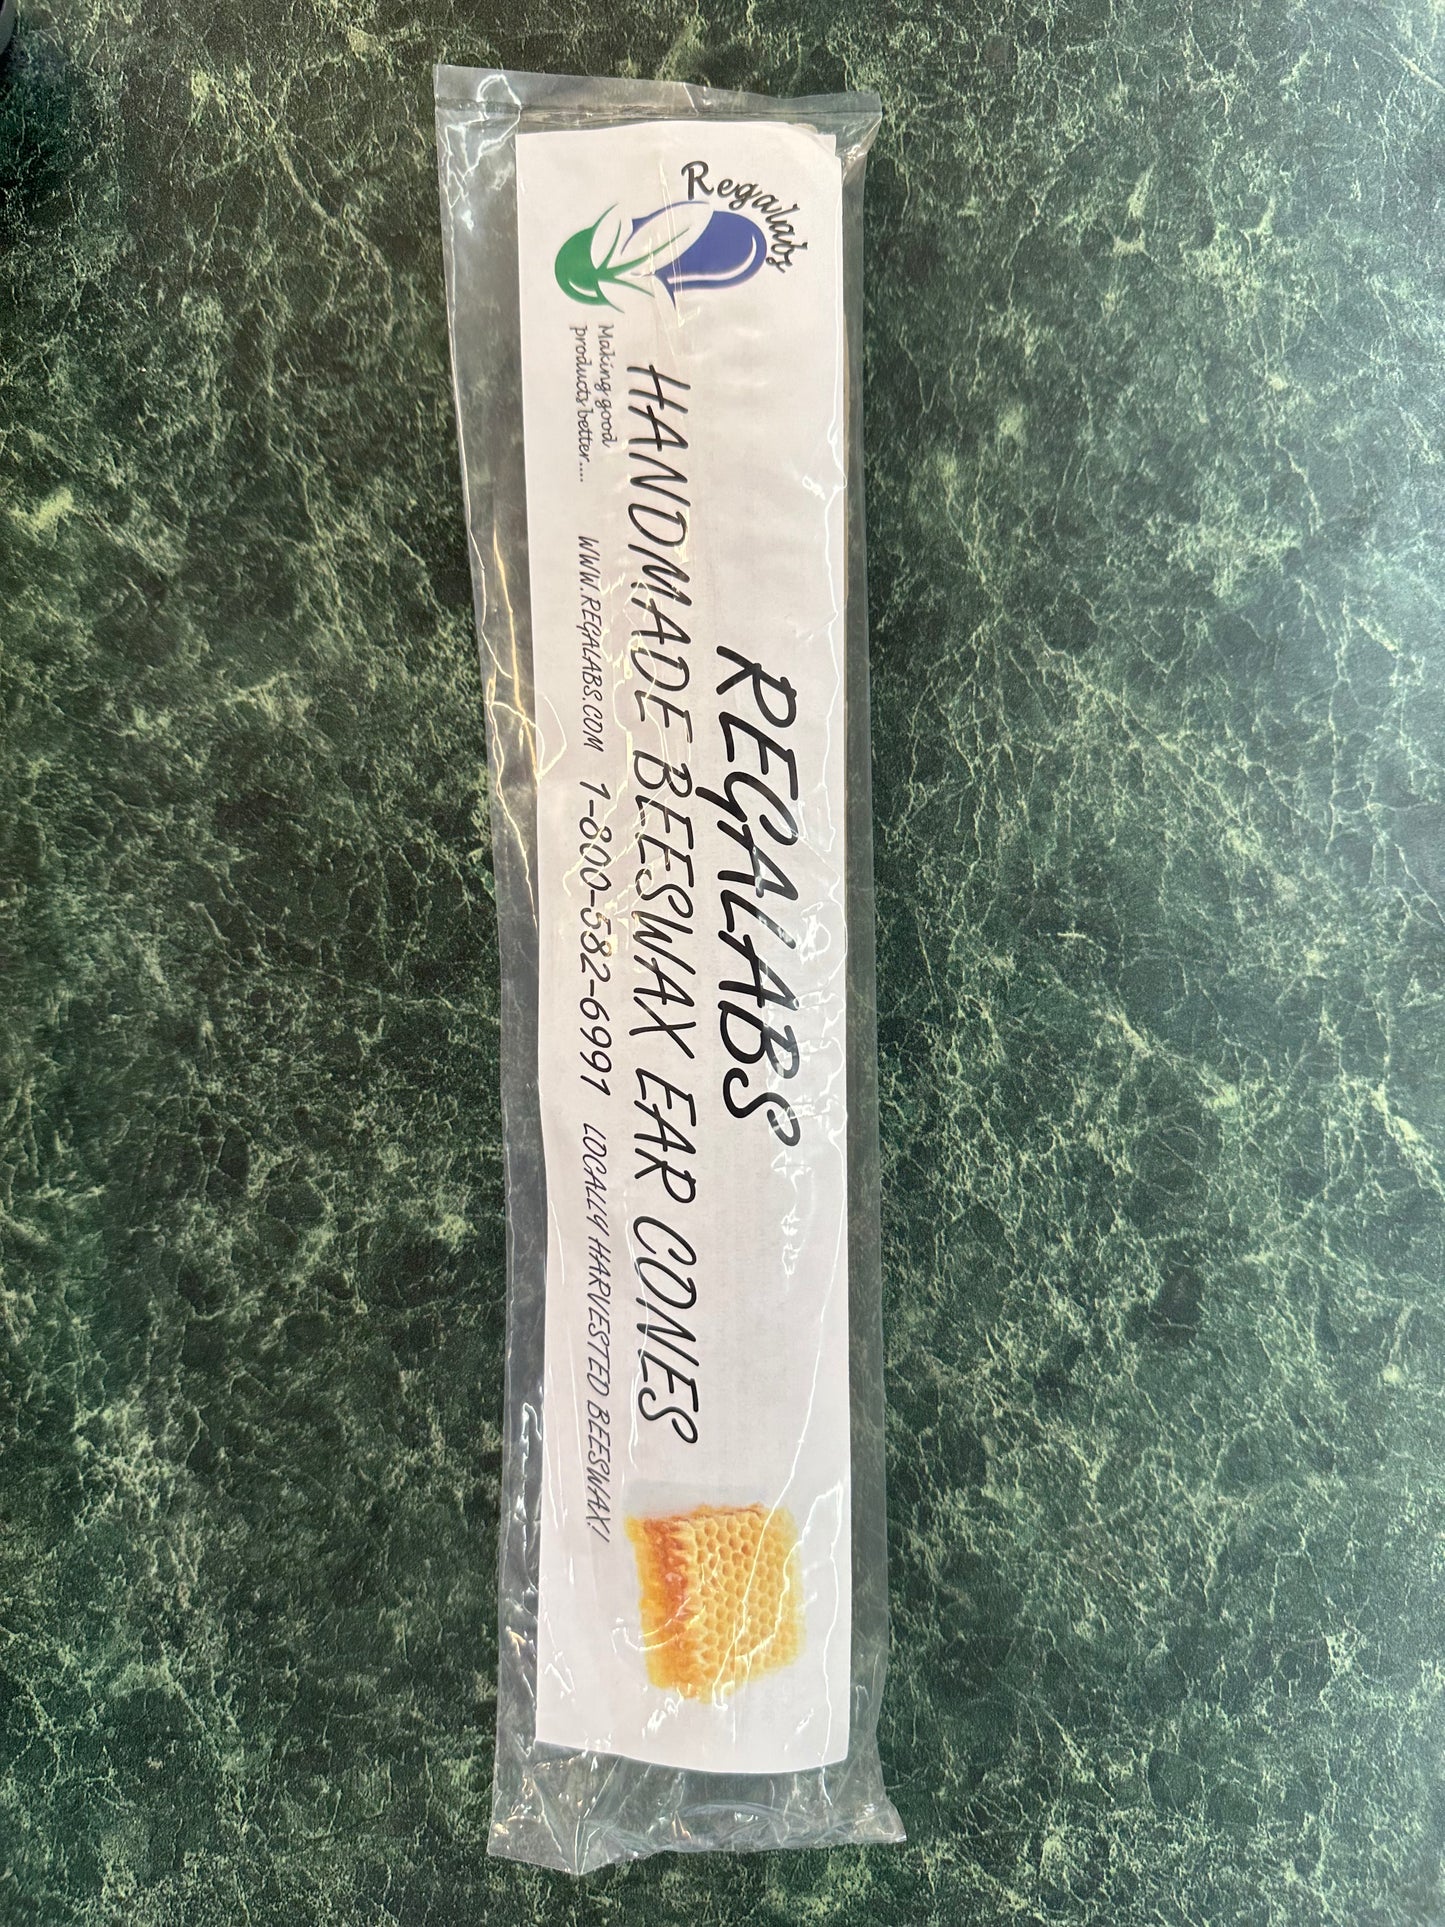 Regalabs
Making good
products better....
REGALABS
HANDMADE BEESWAX EAR CONES
WWW.REGALABS.COM 1-800-582-6991 LOCALLY HARVESTED BEESWAX!